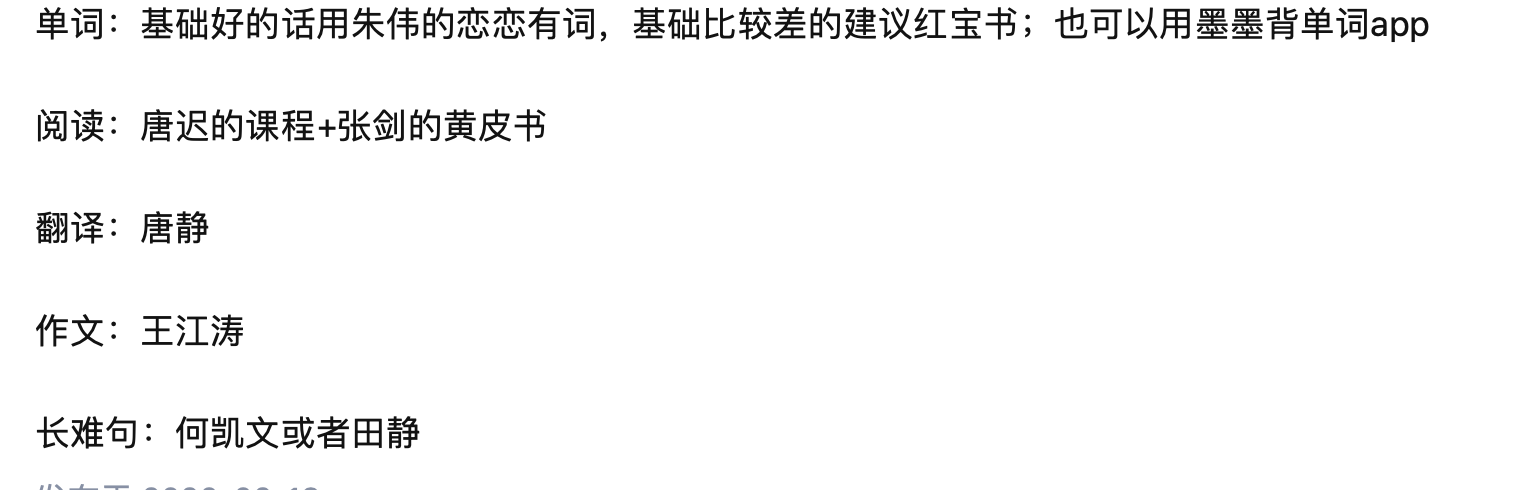 单词：基础好的话用朱伟的恋恋有词，基础比较差的建议红宝书；也可以用墨墨背单词app
阅读：唐迟的课程+张剑的黄皮书
翻译：唐静
作文：王江涛
长难句：何凯文或者田静
发布于